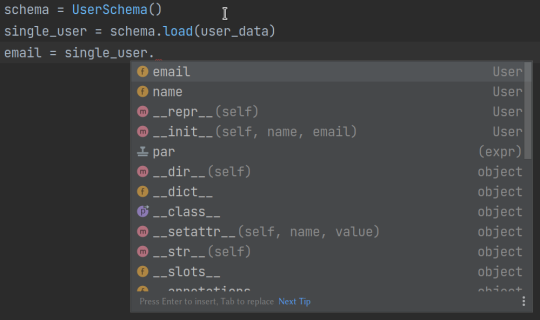 schema = UserSchema()
single_user = schema.load(user_data)
email = single_user._
f email User
f name User
m __repr__(self) User
m __init__(self, name, email) User
par (expr)
m __dir__(self) object
f __dict__ object
p __class__ object
m __setattr__(self, name, value) object
m __str__(self) object
f __slots__ object
f __annotations__ object
Press Enter to insert, Tab to replace Next Tip